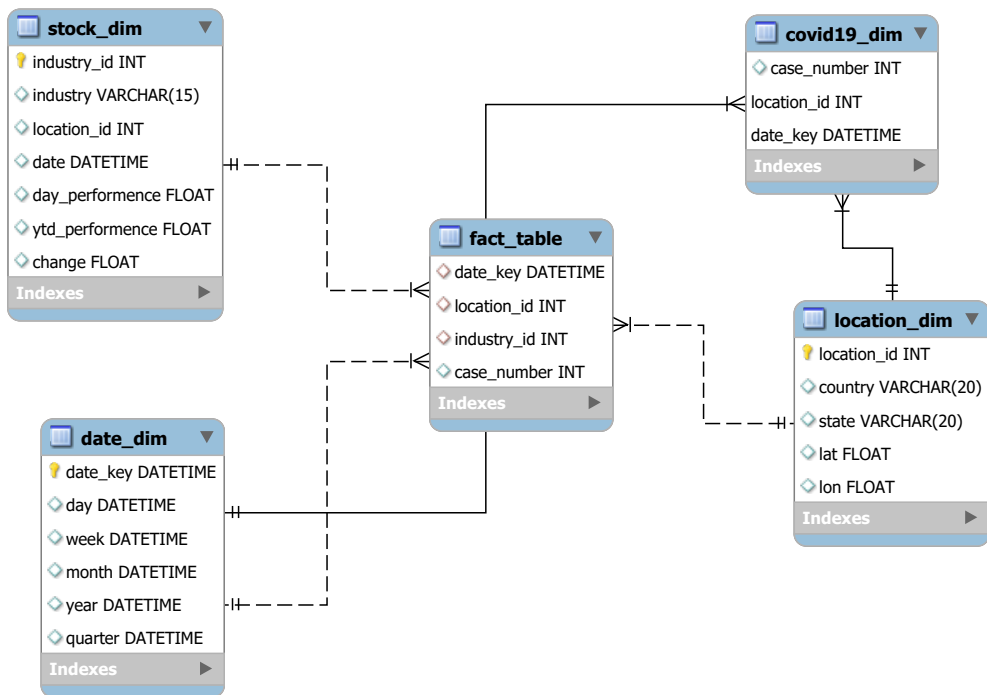 stock_dim
industry_id INT
industry VARCHAR(15)
location_id INT
date DATETIME
day_performence FLOAT
ytd_performence FLOAT
change FLOAT
Indexes
covid19_dim
case_number INT
location_id INT
date_key DATETIME
Indexes
fact_table
date_key DATETIME
location_id INT
industry_id INT
case_number INT
Indexes
location_dim
location_id INT
country VARCHAR(20)
state VARCHAR(20)
lat FLOAT
lon FLOAT
Indexes
date_dim
date_key DATETIME
day DATETIME
week DATETIME
month DATETIME
year DATETIME
quarter DATETIME
Indexes